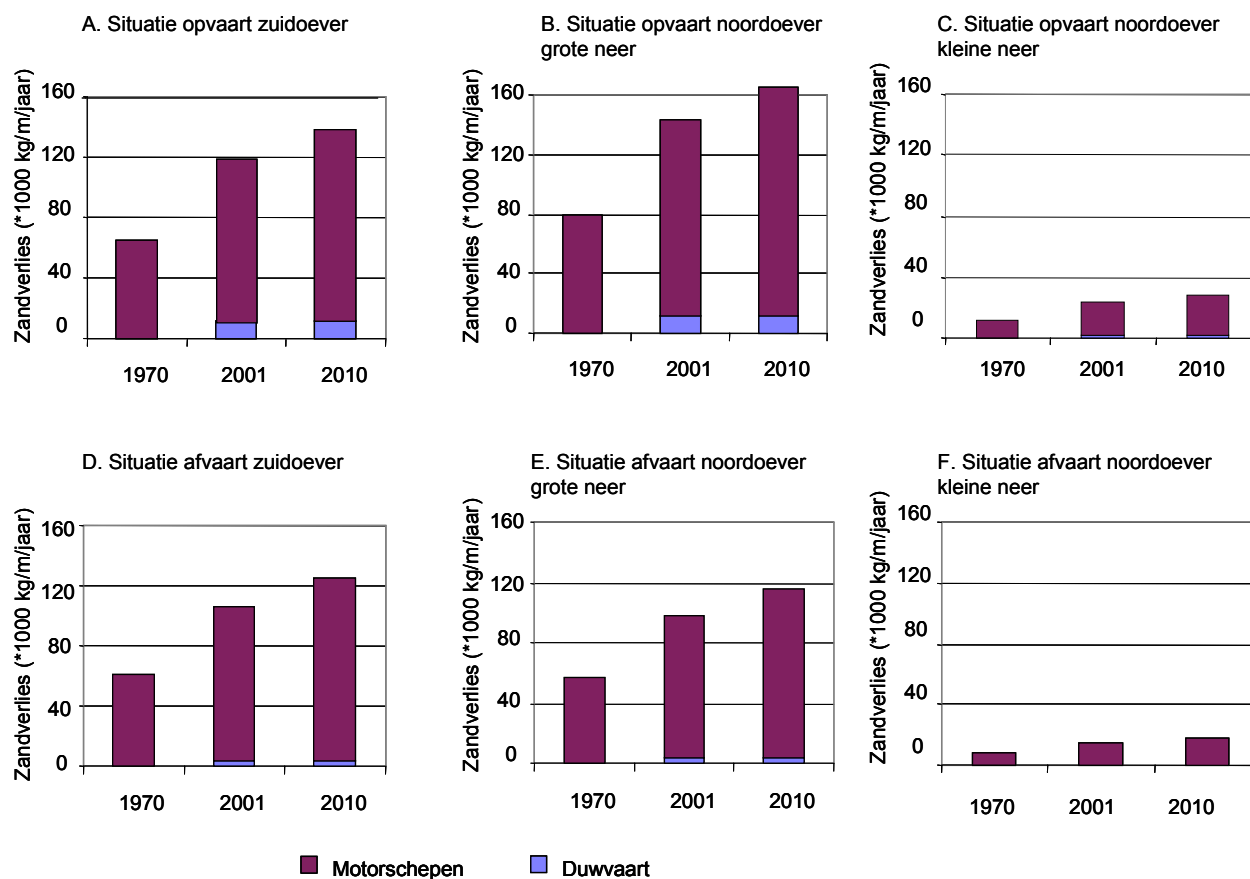 A. Situatie opvaart zuidoever
Zandverlies (*1000 kg/m/jaar)
160
120
80
40
0
1970 2001 2010
B. Situatie opvaart noordoever
grote neer
Zandverlies (*1000 kg/m/jaar)
160
120
80
40
0
1970 2001 2010
C. Situatie opvaart noordoever
kleine neer
Zandverlies (*1000 kg/m/jaar)
160
120
80
40
0
1970 2001 2010
D. Situatie afvaart zuidoever
Zandverlies (*1000 kg/m/jaar)
160
120
80
40
0
1970 2001 2010
E. Situatie afvaart noordoever
grote neer
Zandverlies (*1000 kg/m/jaar)
160
120
80
40
0
1970 2001 2010
F. Situatie afvaart noordoever
kleine neer
Zandverlies (*1000 kg/m/jaar)
160
120
80
40
0
1970 2001 2010
Motorschepen Duwvaart